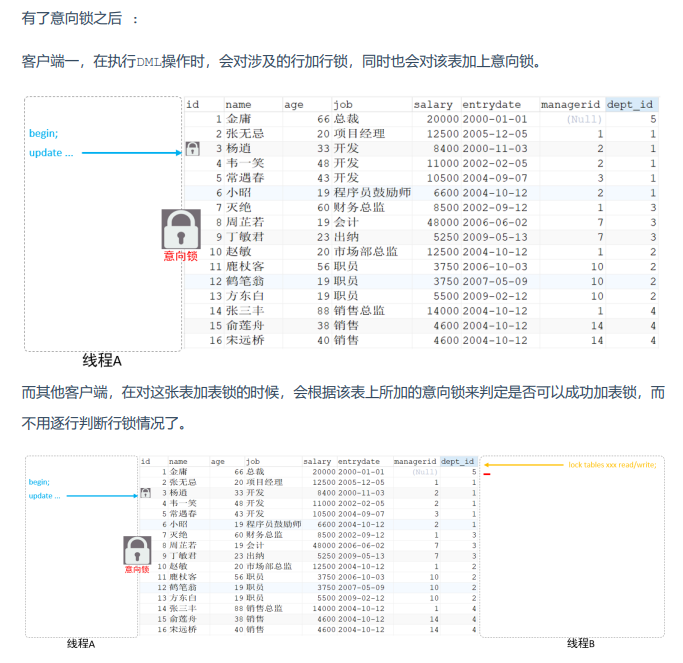 有了意向锁之后 ：
客户端一，在执行DML操作时，会对涉及的行加行锁，同时也会对该表加上意向锁。
id name age job salary entrydate managerid dept_id
1 金庸 66 总裁 20000 2000-01-01 (Null) 5
begin;
2 张无忌 20 项目经理 12500 2005-12-05 1 1
update ...
3 杨逍 33 开发 8400 2000-11-03 2 1
4 韦一笑 48 开发 11000 2002-02-05 2 1
5 常遇春 43 开发 10500 2004-09-07 3 1
6 小昭 19 程序员鼓励师 6600 2004-10-12 2 1
7 灭绝 60 财务总监 8500 2002-09-12 1 3
8 周芷若 19 会计 48000 2006-06-02 7 3
9 丁敏君 23 出纳 5250 2009-05-13 7 3
意向锁
10 赵敏 20 市场部总监 12500 2004-10-12 1 2
11 鹿杖客 56 职员 3750 2006-10-03 10 2
12 鹤笔翁 19 职员 3750 2007-05-09 10 2
13 方东白 19 职员 5500 2009-02-12 10 2
14 张三丰 88 销售总监 14000 2004-10-12 1 4
15 俞莲舟 38 销售 4600 2004-10-12 14 4
16 宋远桥 40 销售 4600 2004-10-12 14 4
线程A
而其他客户端，在对这张表加表锁的时候，会根据该表上所加的意向锁来判定是否可以成功加表锁，而
不用逐行判断行锁情况了。
id name age job salary entrydate managerid dept_id
lock tables xxx read/write;
1 金庸 66 总裁 20000 2000-01-01 (Null) 5
begin;
2 张无忌 20 项目经理 12500 2005-12-05 1 1
update ...
3 杨逍 33 开发 8400 2000-11-03 2 1
4 韦一笑 48 开发 11000 2002-02-05 2 1
5 常遇春 43 开发 10500 2004-09-07 3 1
6 小昭 19 程序员鼓励师 6600 2004-10-12 2 1
7 灭绝 60 财务总监 8500 2002-09-12 1 3
8 周芷若 19 会计 48000 2006-06-02 7 3
9 丁敏君 23 出纳 5250 2009-05-13 7 3
意向锁
10 赵敏 20 市场部总监 12500 2004-10-12 1 2
11 鹿杖客 56 职员 3750 2006-10-03 10 2
12 鹤笔翁 19 职员 3750 2007-05-09 10 2
13 方东白 19 职员 5500 2009-02-12 10 2
14 张三丰 88 销售总监 14000 2004-10-12 1 4
15 俞莲舟 38 销售 4600 2004-10-12 14 4
16 宋远桥 40 销售 4600 2004-10-12 14 4
线程A 线程B